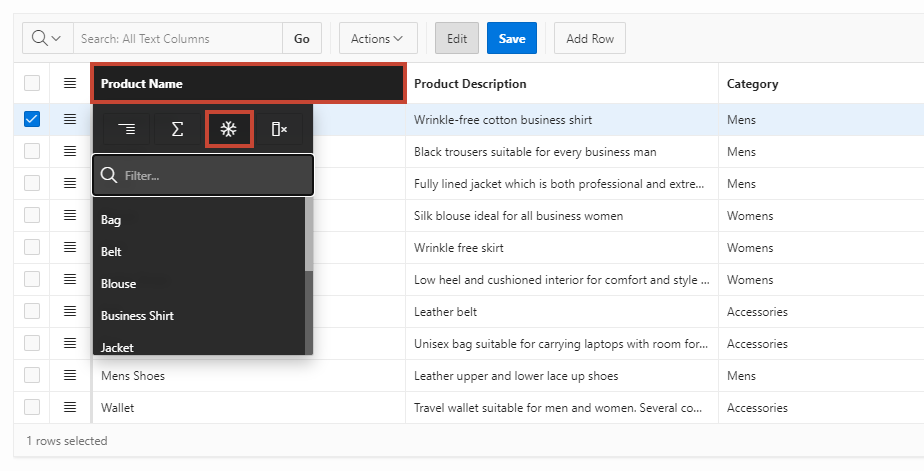 Search: All Text Columns Go Actions Edit Save Add Row
Product Name Product Description Category
Wrinkle-free cotton business shirt Mens
Black trousers suitable for every business man Mens
Filter... Fully lined jacket which is both professional and extre... Mens
Bag Silk blouse ideal for all business women Womens
Belt Wrinkle free skirt Womens
Blouse Low heel and cushioned interior for comfort and style ... Womens
Business Shirt Leather belt Accessories
Jacket Unisex bag suitable for carrying laptops with room for... Accessories
Mens Shoes Leather upper and lower lace up shoes Mens
Wallet Travel wallet suitable for men and women. Several co... Accessories
1 rows selected